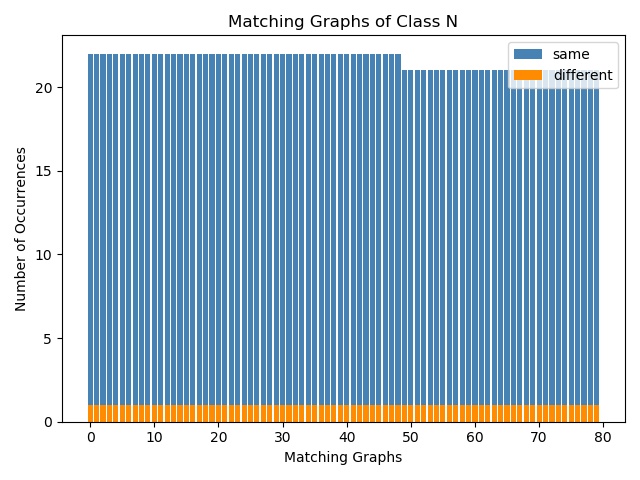 Matching Graphs of Class N
same
different
20
15
10
5
0
Number of Occurrences
0 10 20 30 40 50 60 70 80
Matching Graphs